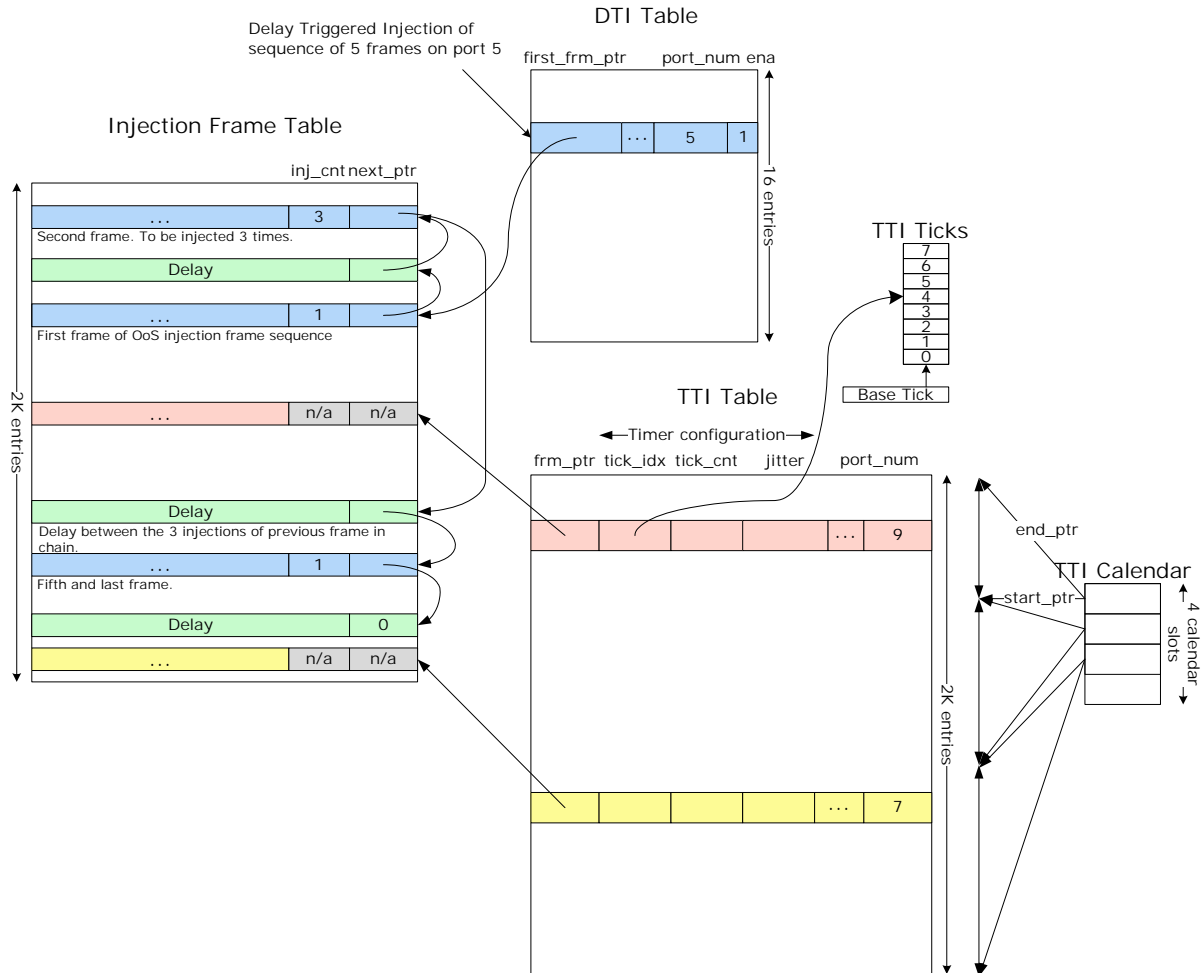 DTI Table
Delay Triggered Injection of
sequence of 5 frames on port 5
first_frm_ptr port_num ena
... 5 1
16 entries
Injection Frame Table
inj_cnt next_ptr
... 3
Second frame. To be injected 3 times.
Delay
... 1
First frame of OoS injection frame sequence
... n/a n/a
Delay
Delay between the 3 injections of previous frame in
chain.
1
Fifth and last frame.
Delay 0
... n/a n/a
2K entries
TTI Ticks
7
6
5
4
3
2
1
0
Base Tick
TTI Table
Timer configuration
frm_ptr tick_idx tick_cnt jitter port_num
... 9
... 7
2K entries
end_ptr
TTI Calendar
start_ptr
4 calendar
slots